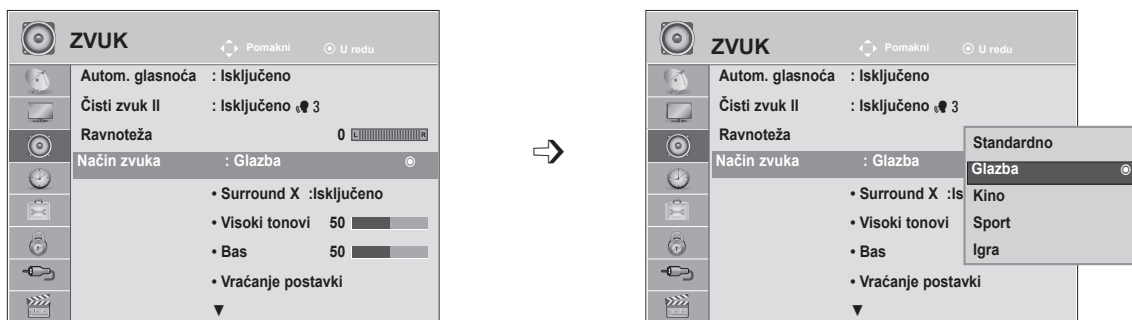 ZVUK
Pomakni
U redu
Autom. glasnoća : Isključeno
Čisti zvuk II : Isključeno 3
Ravnoteža 0 L R
Način zvuka : Glazba
• Surround X :Isključeno
• Visoki tonovi 50
• Bas 50
• Vraćanje postavki
▼
ZVUK
Pomakni
U redu
Autom. glasnoća : Isključeno
Čisti zvuk II : Isključeno 3
Ravnoteža
Način zvuka : Glazba
• Surround X :Is
• Visoki tonovi
• Bas
• Vraćanje postavki
▼
Standardno
Glazba
Kino
Sport
Igra